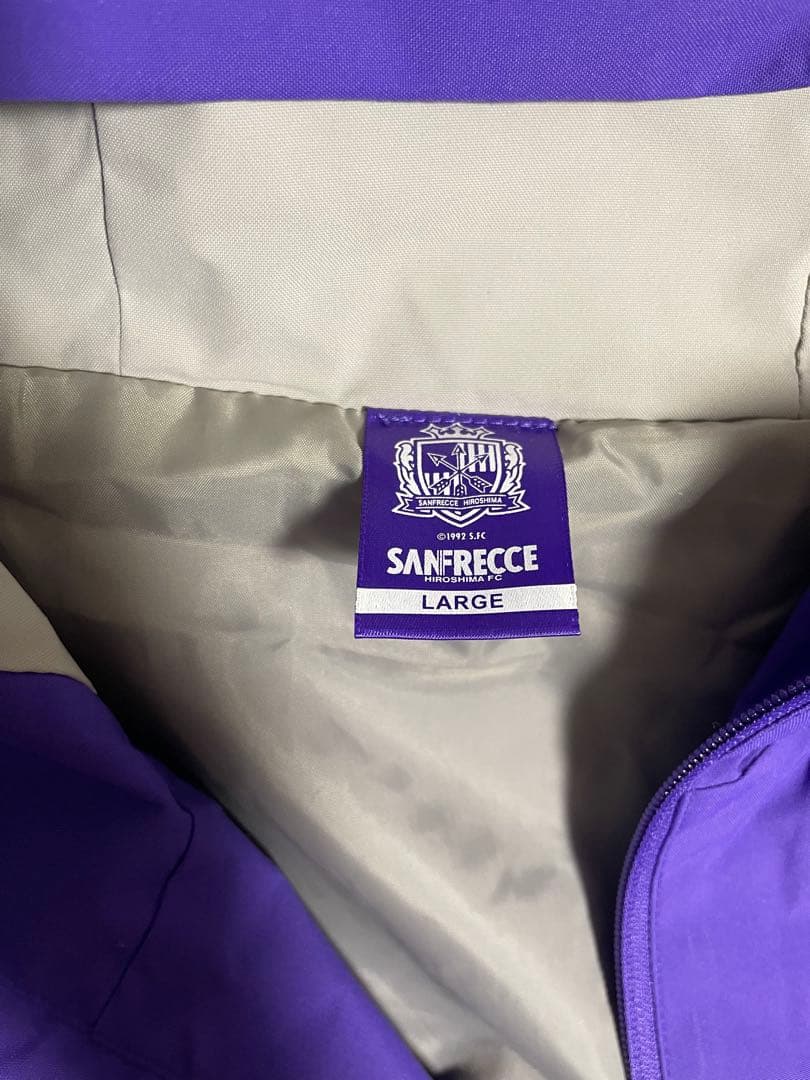 SANFRECCE HIROSHIMA
©1992 S.FC
SANFRECCE
HIROSHIMA FC
LARGE